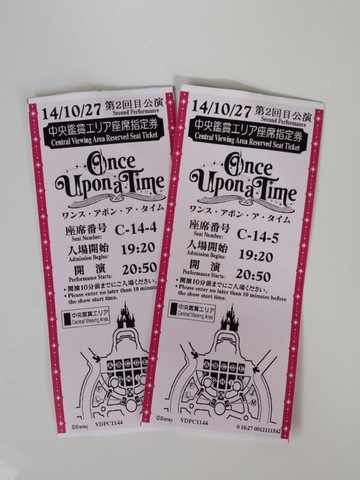 14/10/27 第2回目公演
Second Performance
中央鑑賞エリア座席指定券
Central Viewing Area Reserved Seat Ticket
Once
Upon a Time
ワンス・アポン・ア・タイム
座席番号 C-14-4
Seat Number:
入場開始 19:20
Admission Begins:
開演 20:50
Performance Starts:
・開演10分前までにご入場ください。
・Please enter no later than 10 minutes before
the show start time.
中央鑑賞エリア
Central Viewing Area
©Disney VDPC1144
14/10/27 第2回目公演
Second Performance
中央鑑賞エリア座席指定券
Central Viewing Area Reserved Seat Ticket
Once
Upon a Time
ワンス・アポン・ア・タイム
座席番号 C-14-5
Seat Number:
入場開始 19:20
Admission Begins:
開演 20:50
Performance Starts:
・開演10分前までにご入場ください。
・Please enter no later than 10 minutes before
the show start time.
中央鑑賞エリア
Central Viewing Area
©Disney VDPC1144